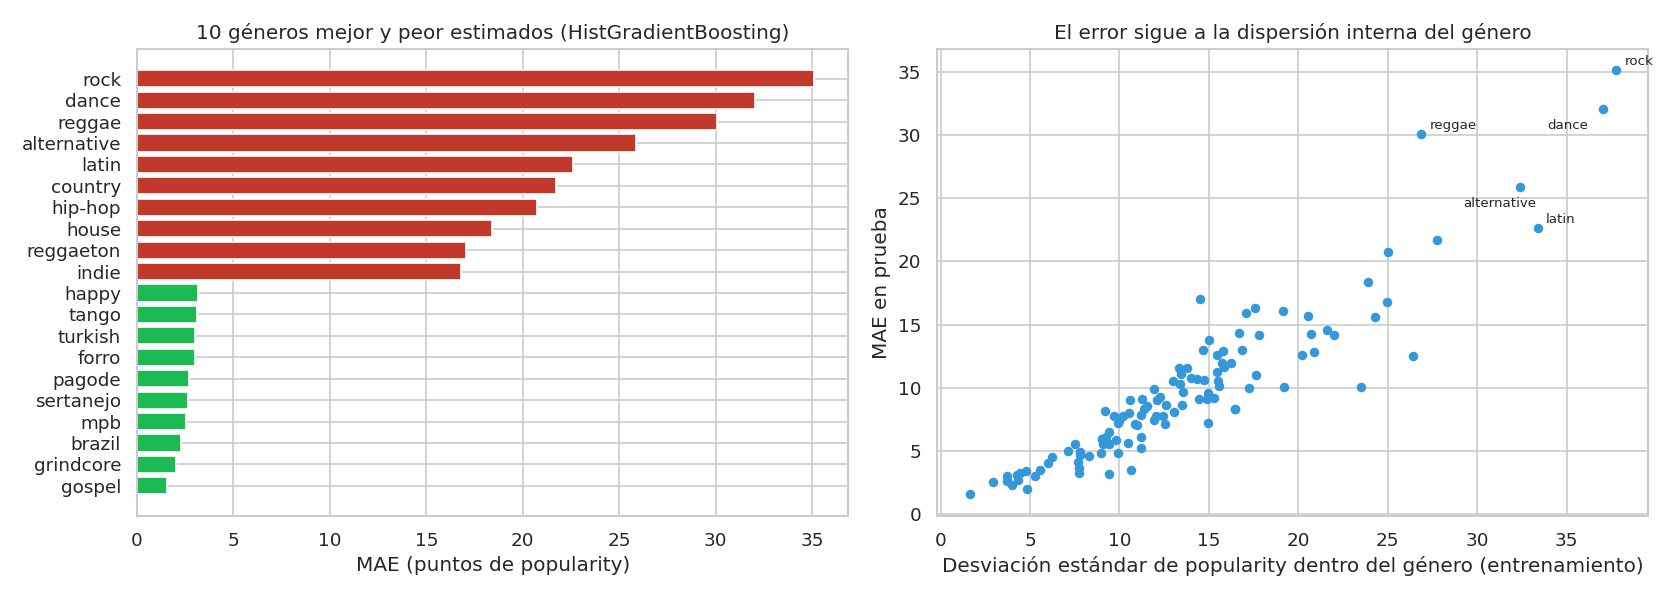 10 géneros mejor y peor estimados (HistGradientBoosting)
rock
dance
reggae
alternative
latin
country
hip-hop
house
reggaeton
indie
happy
tango
turkish
forro
pagode
sertanejo
mpb
brazil
grindcore
gospel
0 5 10 15 20 25 30 35
MAE (puntos de popularity)
El error sigue a la dispersión interna del género
MAE en prueba
35
30
25
20
15
10
5
0
rock
dance
reggae
alternative
latin
0 5 10 15 20 25 30 35
Desviación estándar de popularity dentro del género (entrenamiento)